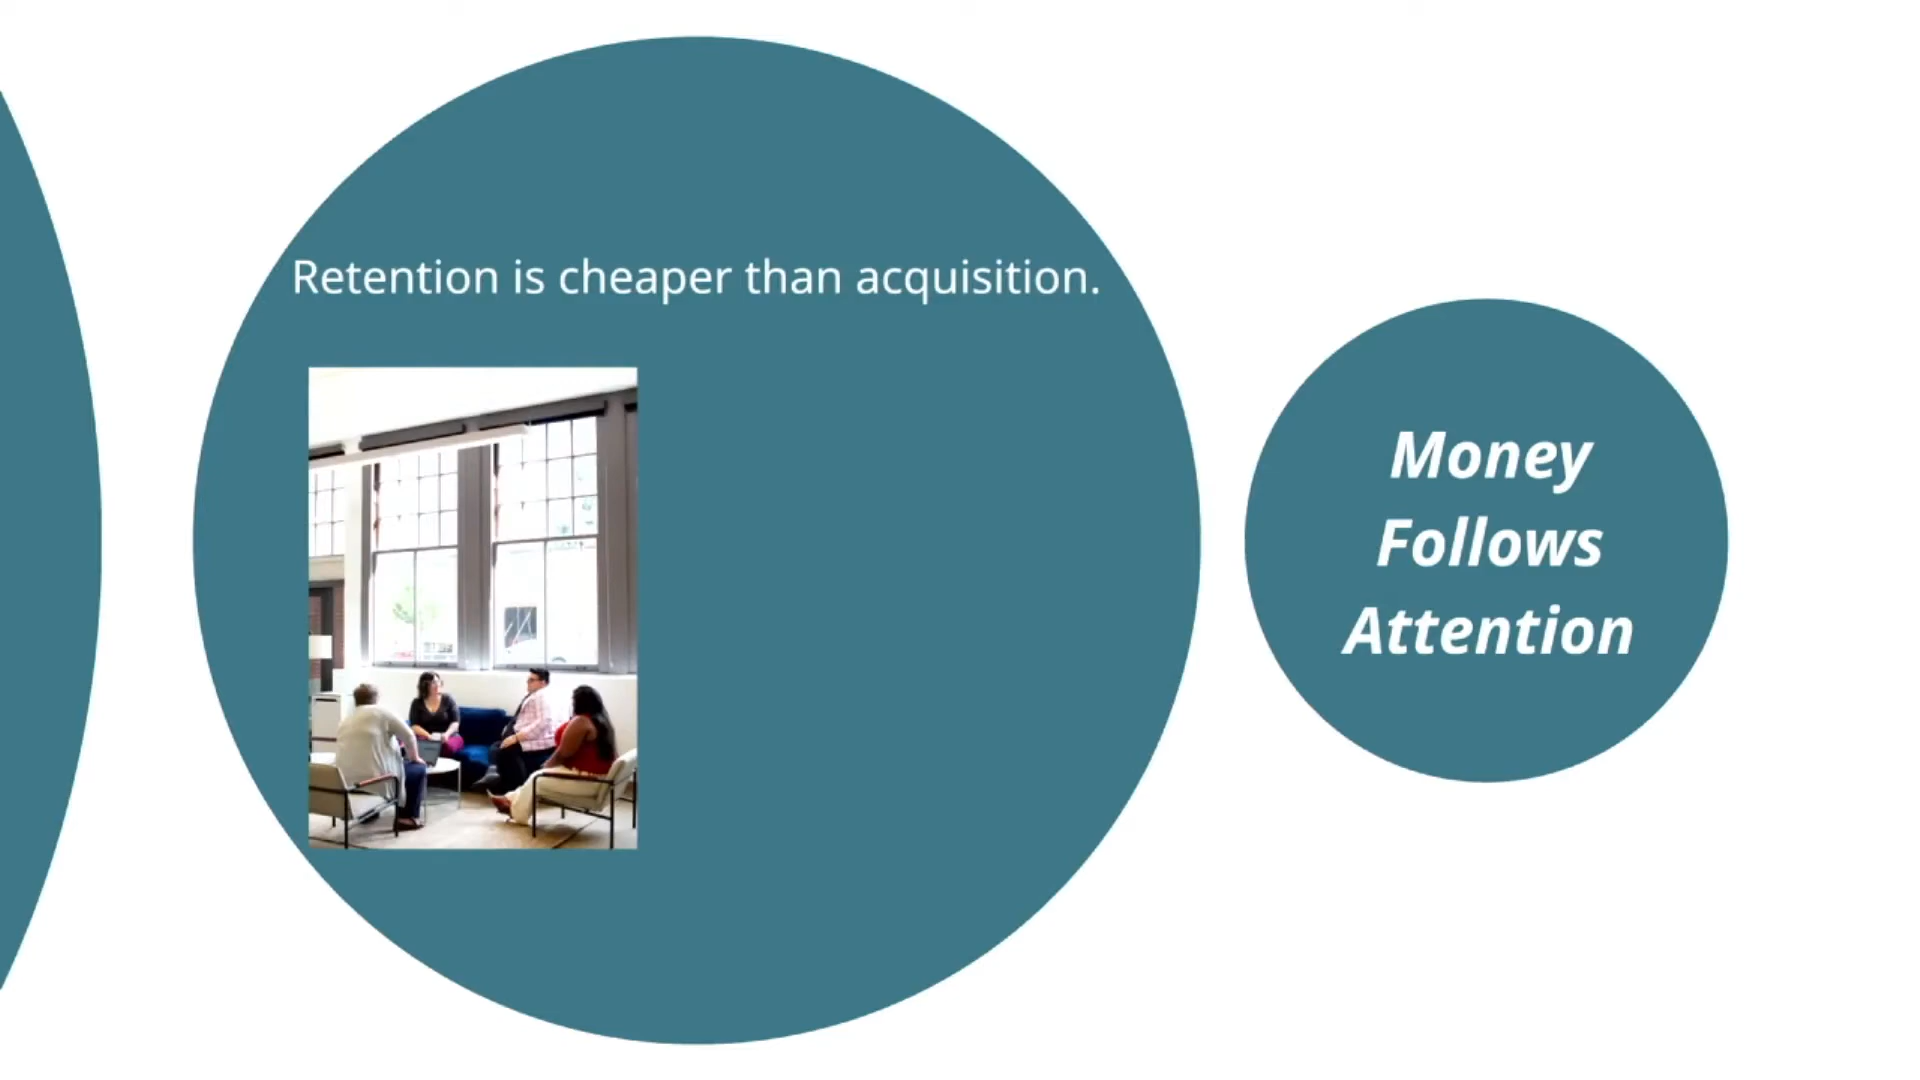 Retention is cheaper than acquisition.
Money
Follows
Attention